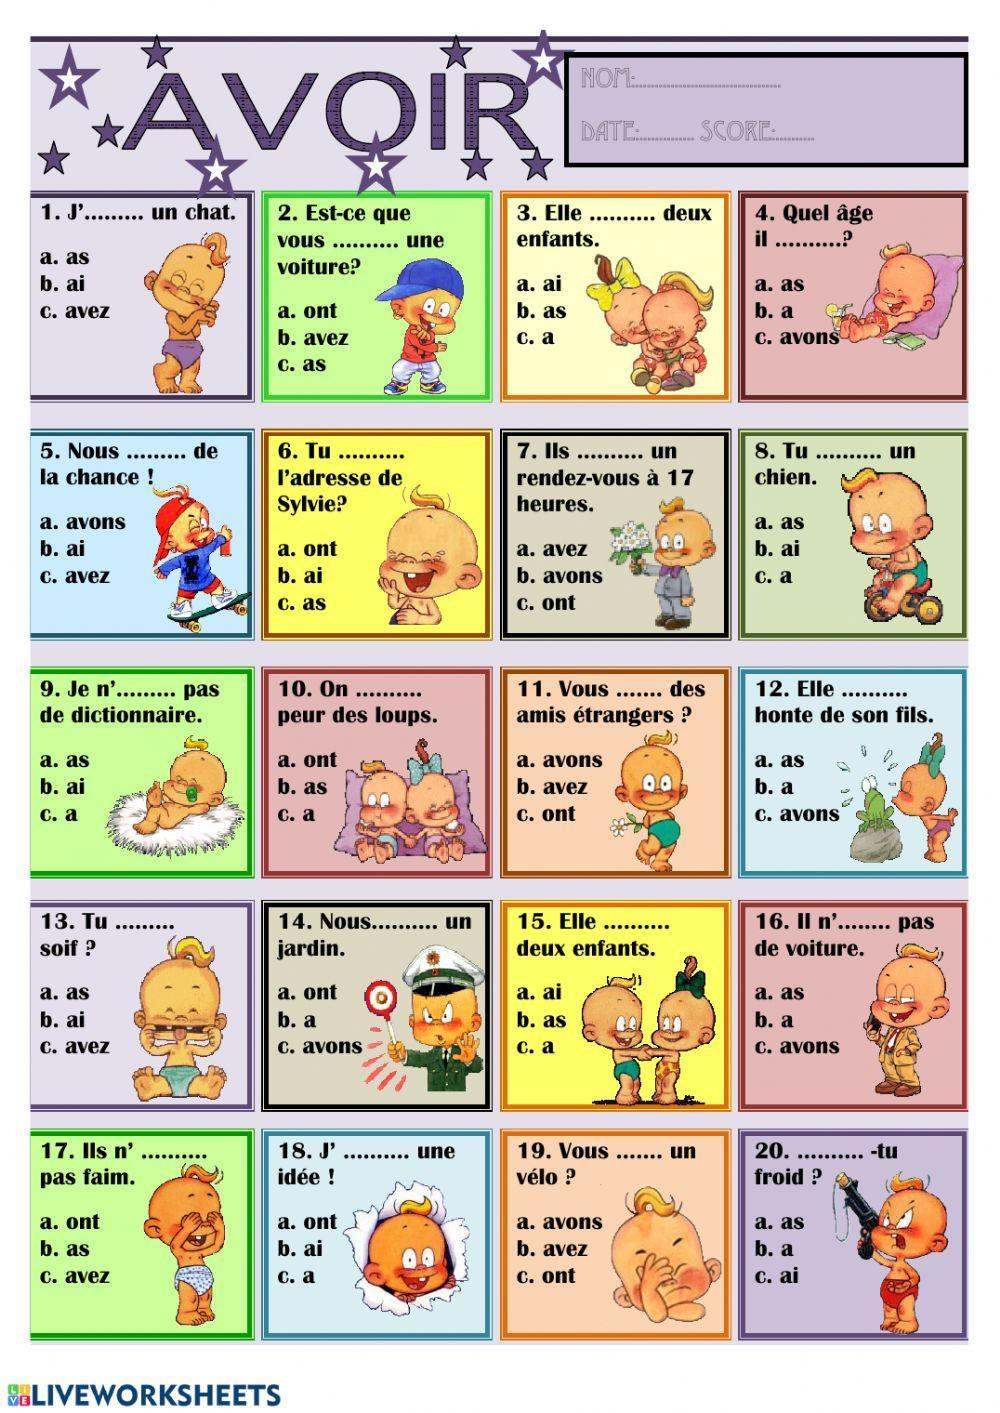 AVOIR
NOM:....................................
DATE:............. SCORE:.........
1. J’......... un chat.
a. as
b. ai
c. avez
2. Est-ce que
vous .......... une
voiture?
a. ont
b. avez
c. as
3. Elle .......... deux
enfants.
a. ai
b. as
c. a
4. Quel âge
il ..........?
a. as
b. a
c. avons
5. Nous ......... de
la chance !
a. avons
b. ai
c. avez
6. Tu ..........
l’adresse de
Sylvie?
a. ont
b. ai
c. as
7. Ils .......... un
rendez-vous à 17
heures.
a. avez
b. avons
c. ont
8. Tu .......... un
chien.
a. as
b. ai
c. a
9. Je n’......... pas
de dictionnaire.
a. as
b. ai
c. a
10. On ..........
peur des loups.
a. ont
b. as
c. a
11. Vous ....... des
amis étrangers ?
a. avons
b. avez
c. ont
12. Elle ..........
honte de son fils.
a. as
b. a
c. avons
13. Tu .........
soif ?
a. as
b. ai
c. avez
14. Nous.......... un
jardin.
a. ont
b. a
c. avons
15. Elle ..........
deux enfants.
a. ai
b. as
c. a
16. Il n’........ pas
de voiture.
a. as
b. a
c. avons
17. Ils n’ ..........
pas faim.
a. ont
b. as
c. avez
18. J’ .......... une
idée !
a. ont
b. ai
c. a
19. Vous ....... un
vélo ?
a. avons
b. avez
c. ont
20. .......... -tu
froid ?
a. as
b. a
c. ai
LIVE LIVEWORKSHEETS